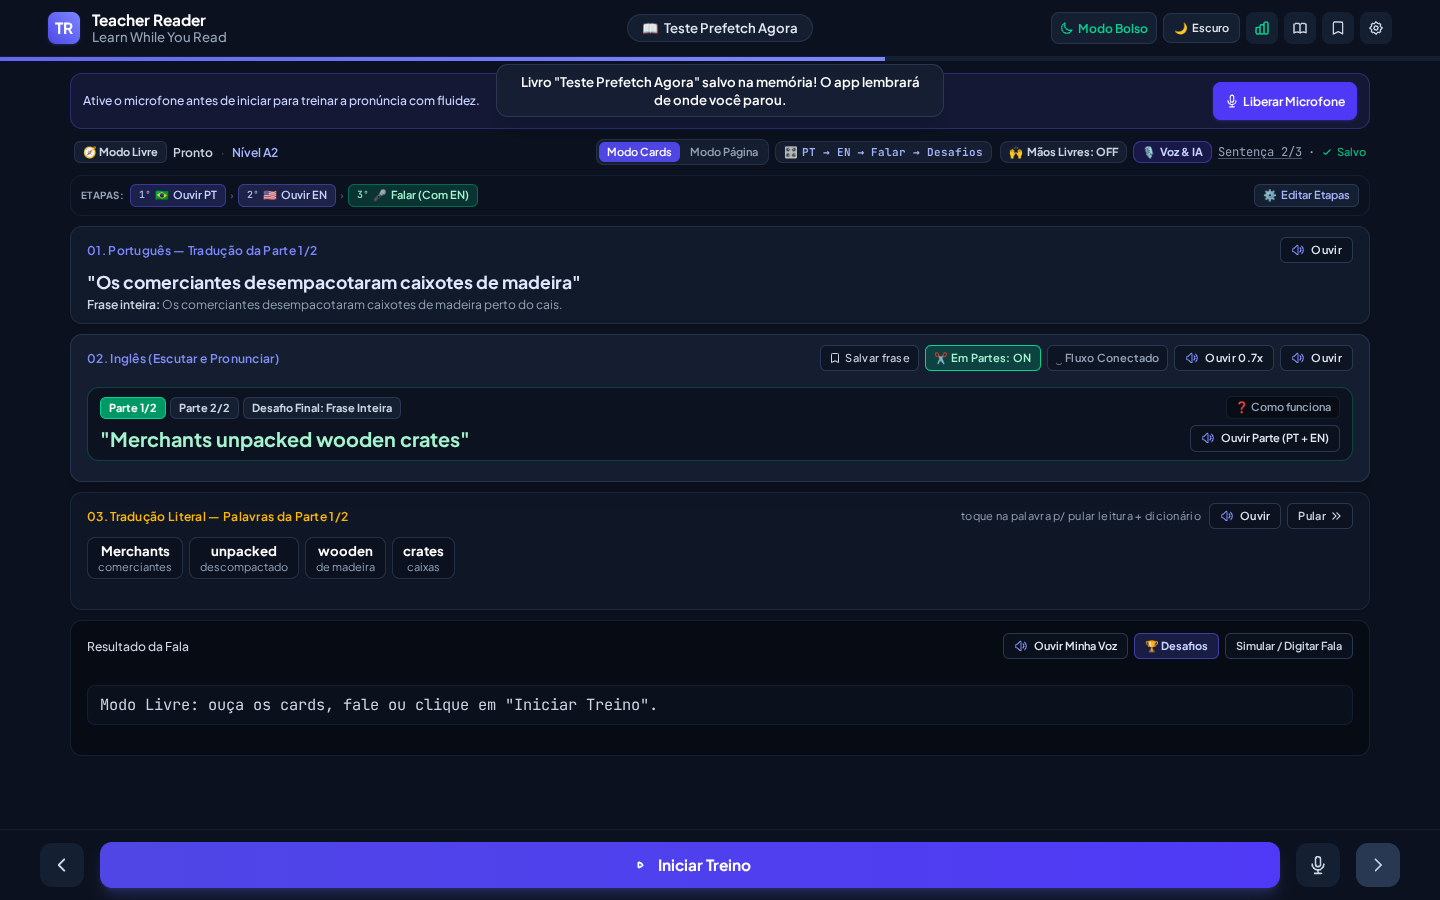 TR
Teacher Reader
Learn While You Read
📖 Teste Prefetch Agora
Modo Bolso
🌙 Escuro
Livro "Teste Prefetch Agora" salvo na memória! O app lembrará
de onde você parou.
Ative o microfone antes de iniciar para treinar a pronúncia com fluidez.
Liberar Microfone
🧭 Modo Livre Pronto · Nível A2
Modo Cards Modo Página
🎛️ PT → EN → Falar → Desafios
🙌 Mãos Livres: OFF
🎙️ Voz & IA
Sentença 2/3 · ✓ Salvo
ETAPAS: 1° 🇧🇷 Ouvir PT › 2° 🇺🇸 Ouvir EN › 3° 🎤 Falar (Com EN)
⚙️ Editar Etapas
01. Português — Tradução da Parte 1/2
Ouvir
"Os comerciantes desempacotaram caixotes de madeira"
Frase inteira: Os comerciantes desempacotaram caixotes de madeira perto do cais.
02. Inglês (Escutar e Pronunciar)
Salvar frase
✂️ Em Partes: ON
‿ Fluxo Conectado
Ouvir 0.7x
Ouvir
Parte 1/2 Parte 2/2 Desafio Final: Frase Inteira
❓ Como funciona
"Merchants unpacked wooden crates"
Ouvir Parte (PT + EN)
03. Tradução Literal — Palavras da Parte 1/2
toque na palavra p/ pular leitura + dicionário
Ouvir
Pular
Merchants unpacked wooden crates
comerciantes descompactado de madeira caixas
Resultado da Fala
Ouvir Minha Voz
🏆 Desafios
Simular / Digitar Fala
Modo Livre: ouça os cards, fale ou clique em "Iniciar Treino".
Iniciar Treino